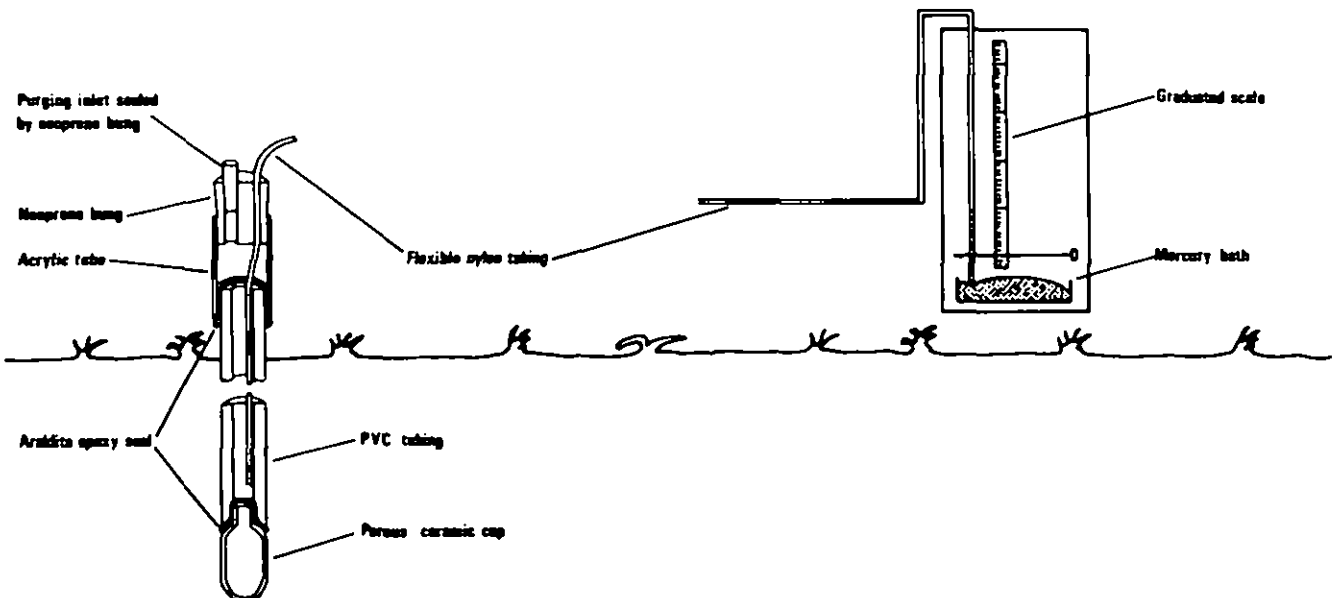 Purging inlet sealed
by neoprene bung
Neoprene bung
Acrylic tube
Araldite epoxy seal
Flexible nylon tubing
PVC tubing
Porous ceramic cup
Graduated scale
0
Mercury bath